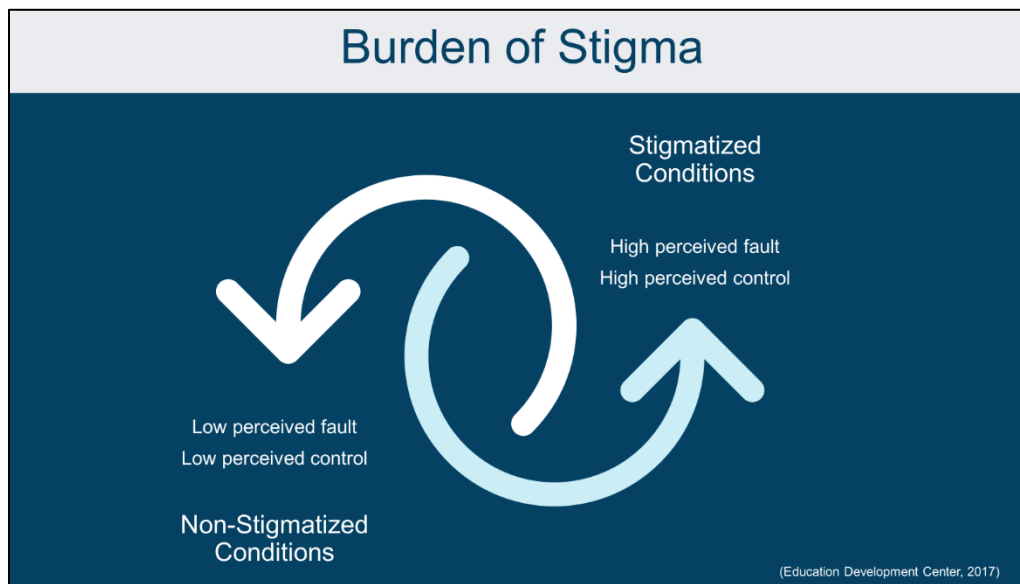 Burden of Stigma
Stigmatized
Conditions
High perceived fault
High perceived control
Low perceived fault
Low perceived control
Non-Stigmatized
Conditions
(Education Development Center, 2017)